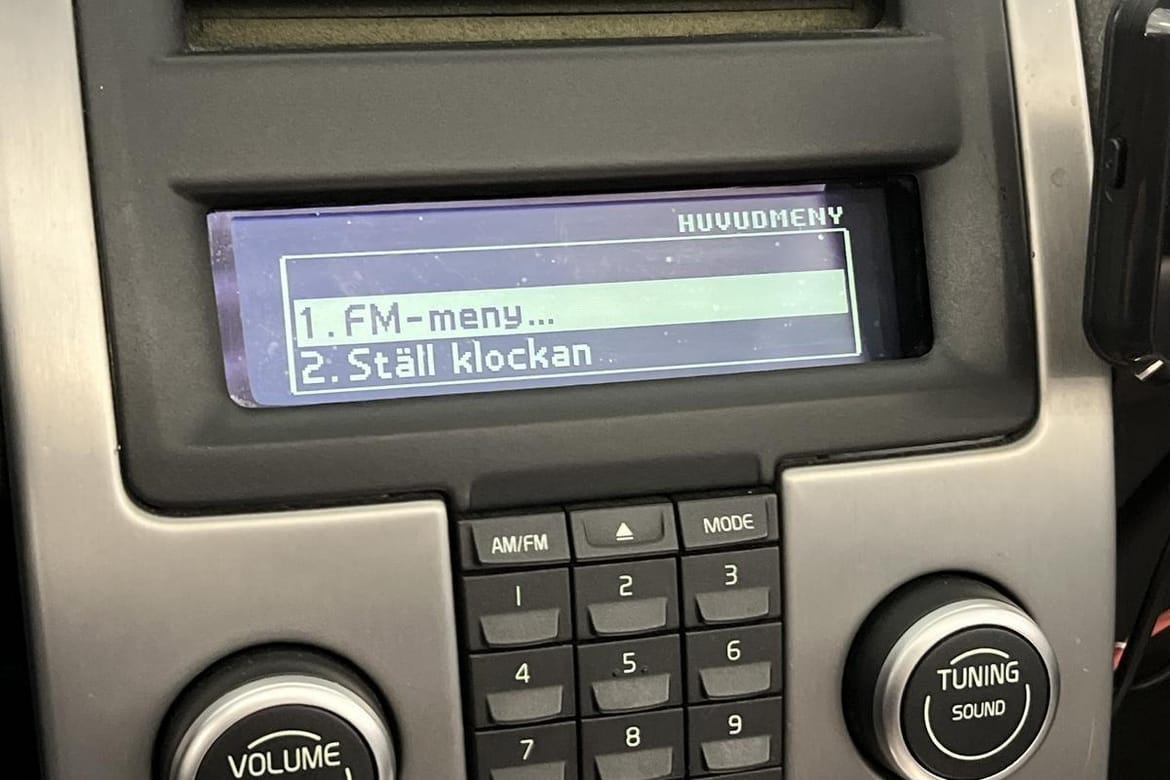 HUVUDMENY
1. FM-meny...
2. Ställ klockan
AM/FM
MODE
1
2
3
4
5
6
7
8
9
VOLUME
TUNING
SOUND